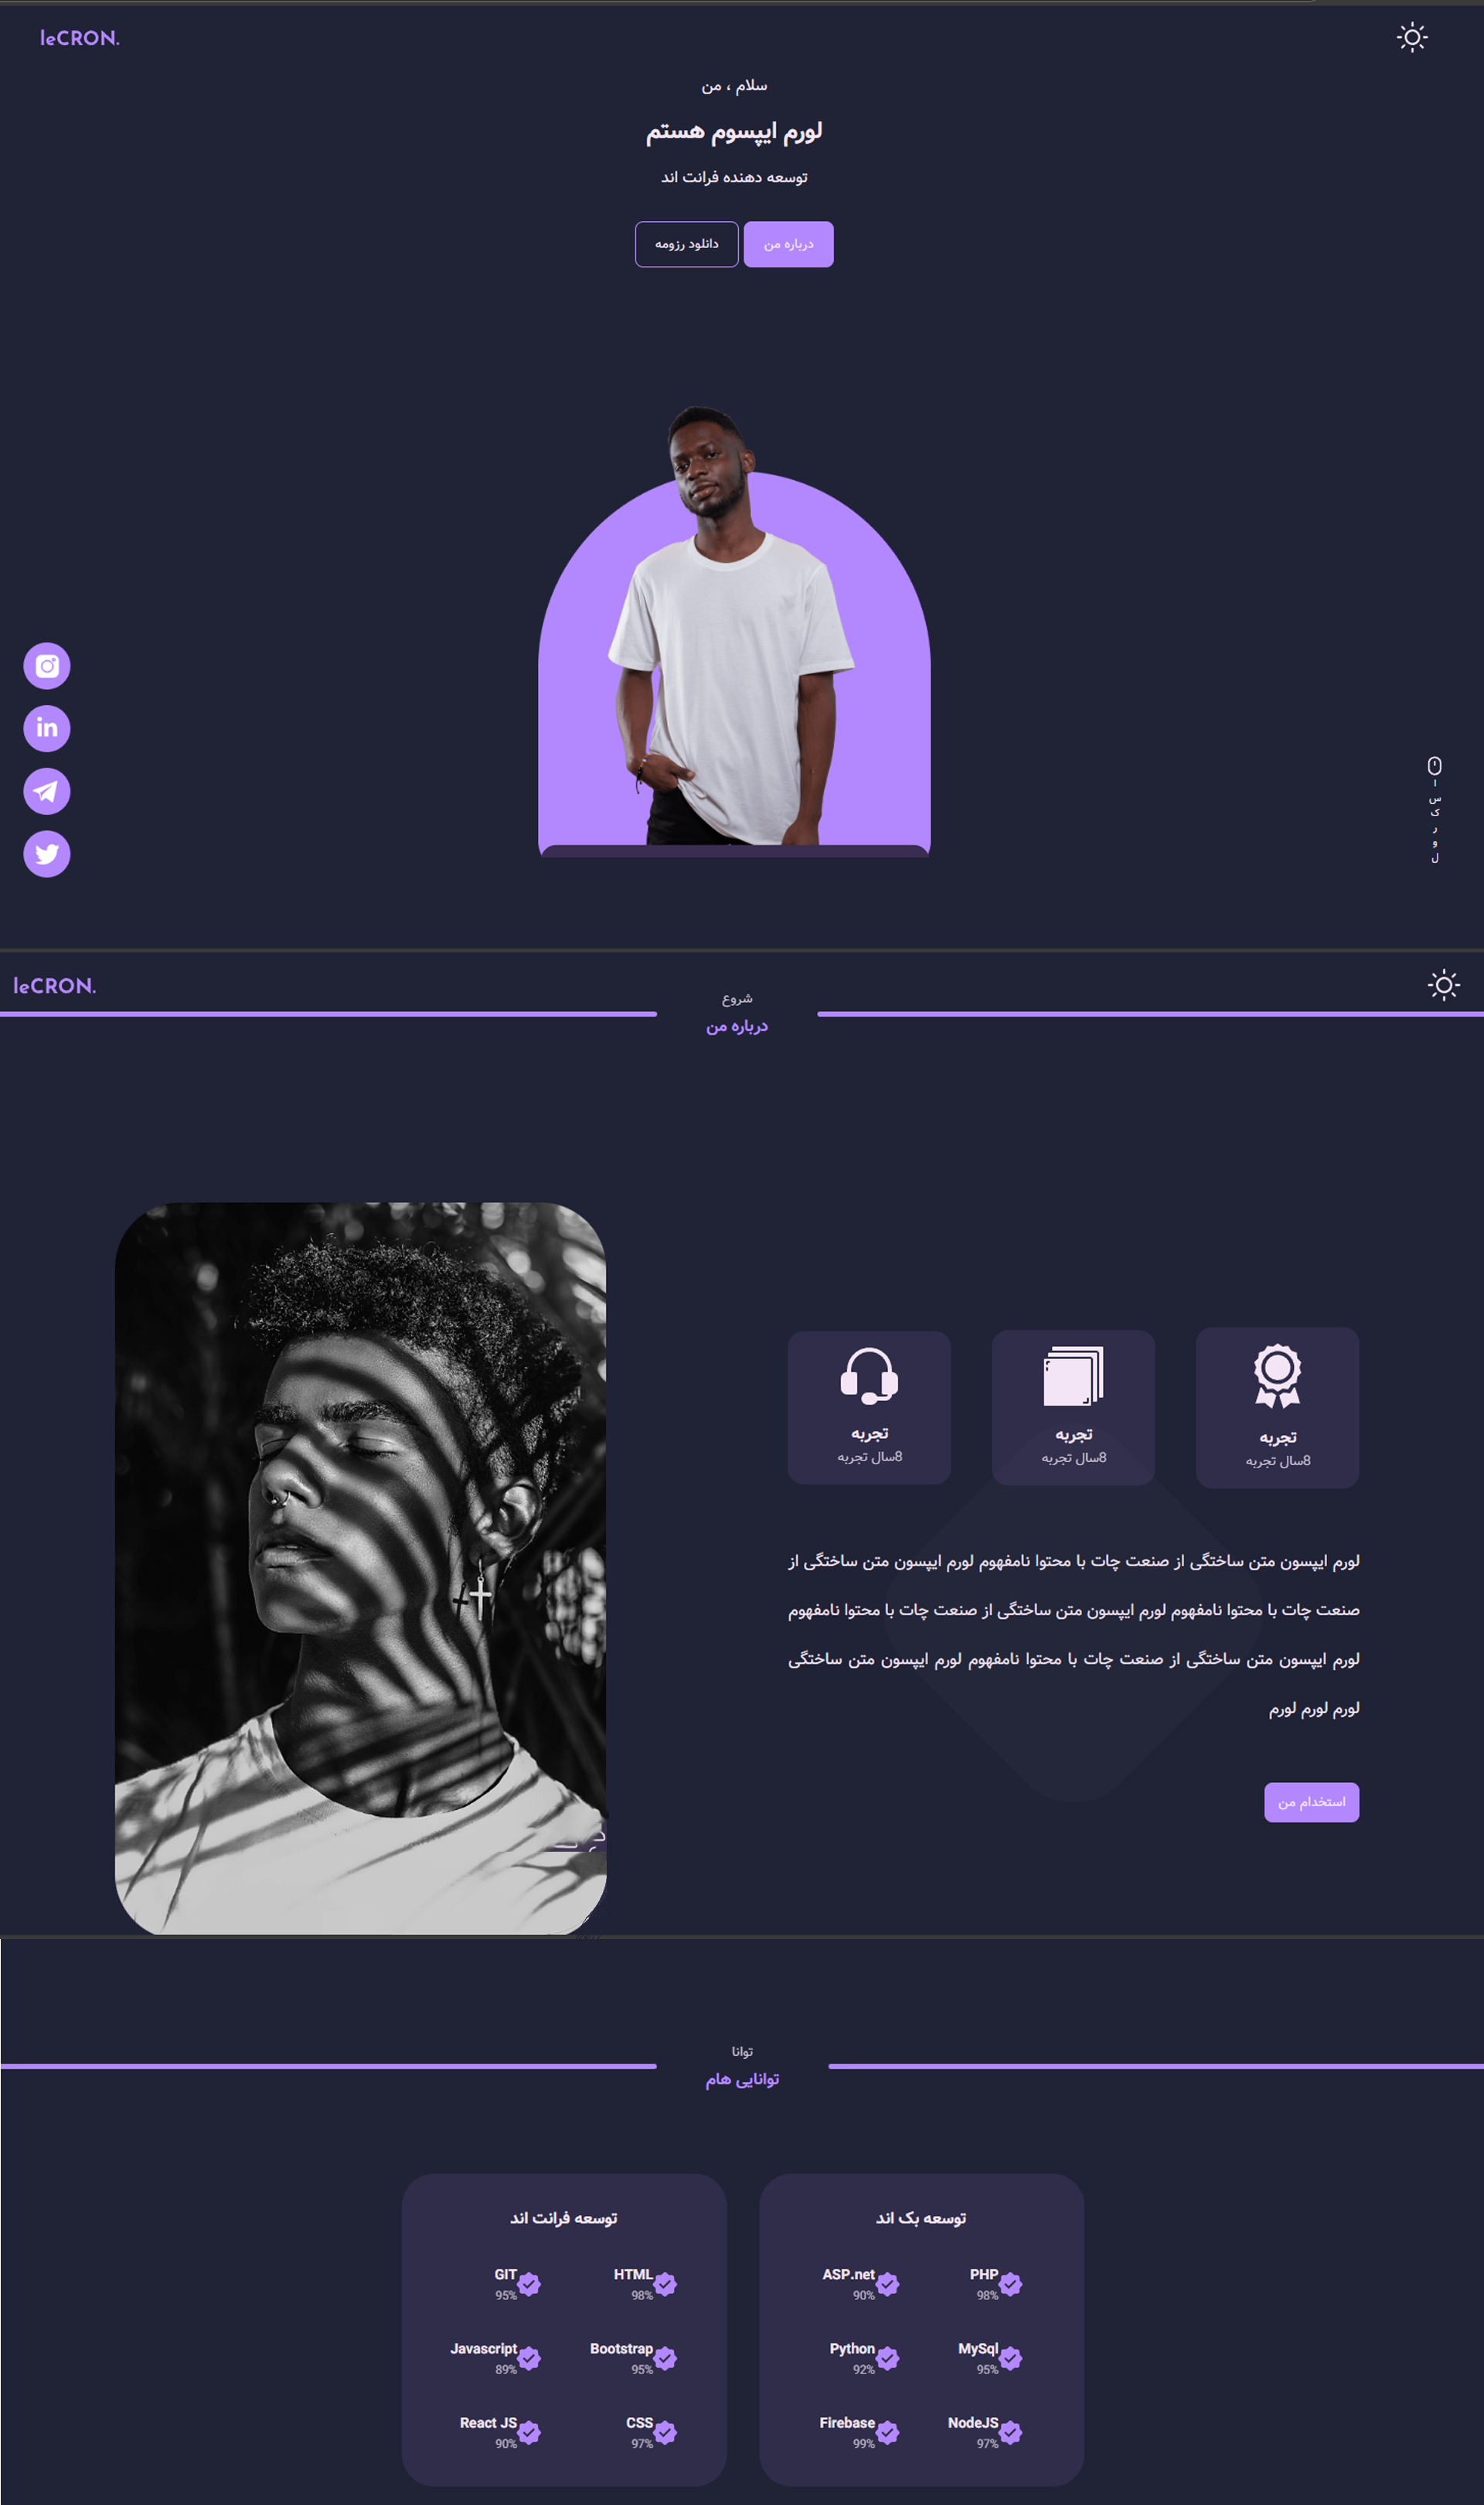 leCRON.
سلام ، من
لورم ایپسوم هستم
توسعه دهنده فرانت اند
درباره من
دانلود رزومه
ا
س
ک
ر
و
ل
leCRON.
شروع
درباره من
تجربه
8سال تجربه
تجربه
8سال تجربه
تجربه
8سال تجربه
لورم ایپسون متن ساختگی از صنعت چات با محتوا نامفهوم لورم ایپسون متن ساختگی از
صنعت چات با محتوا نامفهوم لورم ایپسون متن ساختگی از صنعت چات با محتوا نامفهوم
لورم ایپسون متن ساختگی از صنعت چات با محتوا نامفهوم لورم ایپسون متن ساختگی
لورم لورم لورم
استخدام من
توانا
توانایی هام
توسعه بک اند
PHP
98%
ASP.net
90%
MySql
95%
Python
92%
NodeJS
97%
Firebase
99%
توسعه فرانت اند
HTML
98%
GIT
95%
Bootstrap
95%
Javascript
89%
CSS
97%
React JS
90%